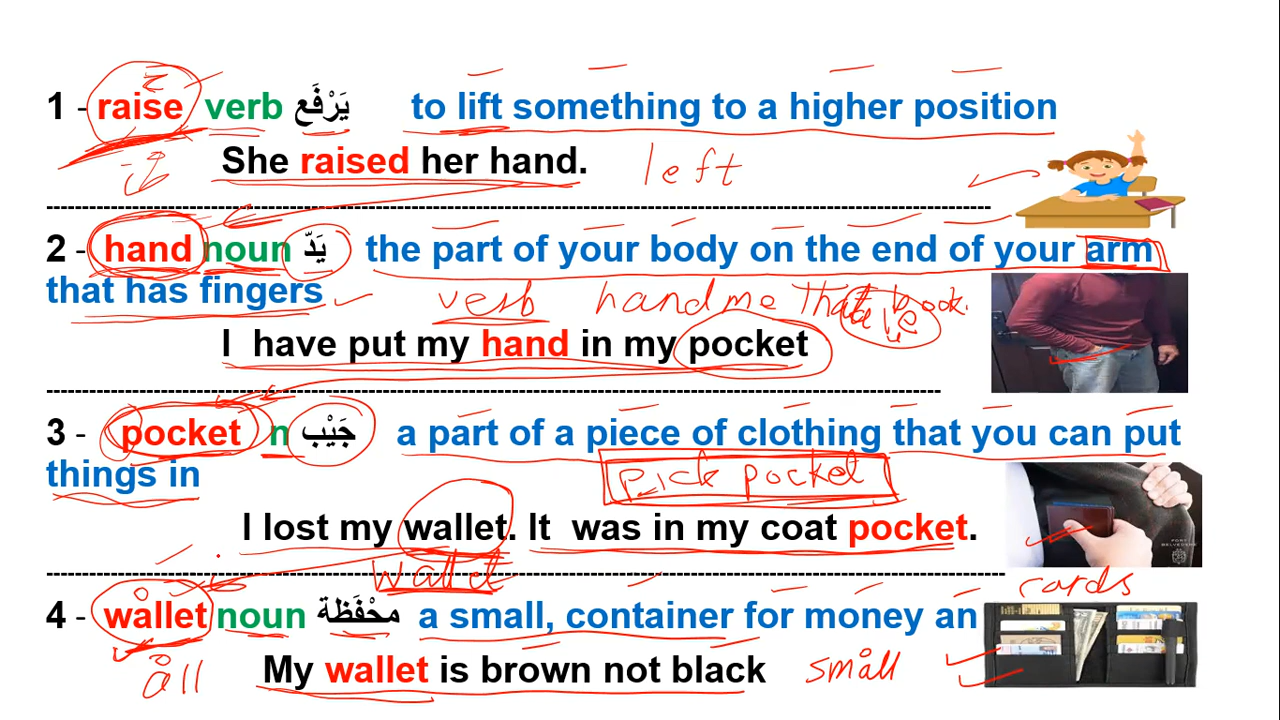 1 - raise verb يَرْفَع to lift something to a higher position
She raised her hand. left
2 - hand noun يَدّ the part of your body on the end of your arm
that has fingers verb hand me that book.
I have put my hand in my pocket
3 - pocket n جَيْب a part of a piece of clothing that you can put
things in pick pocket
I lost my wallet. It was in my coat pocket.
wallet
cards
4 - wallet noun محْفَظة a small, container for money an
My wallet is brown not black small
all